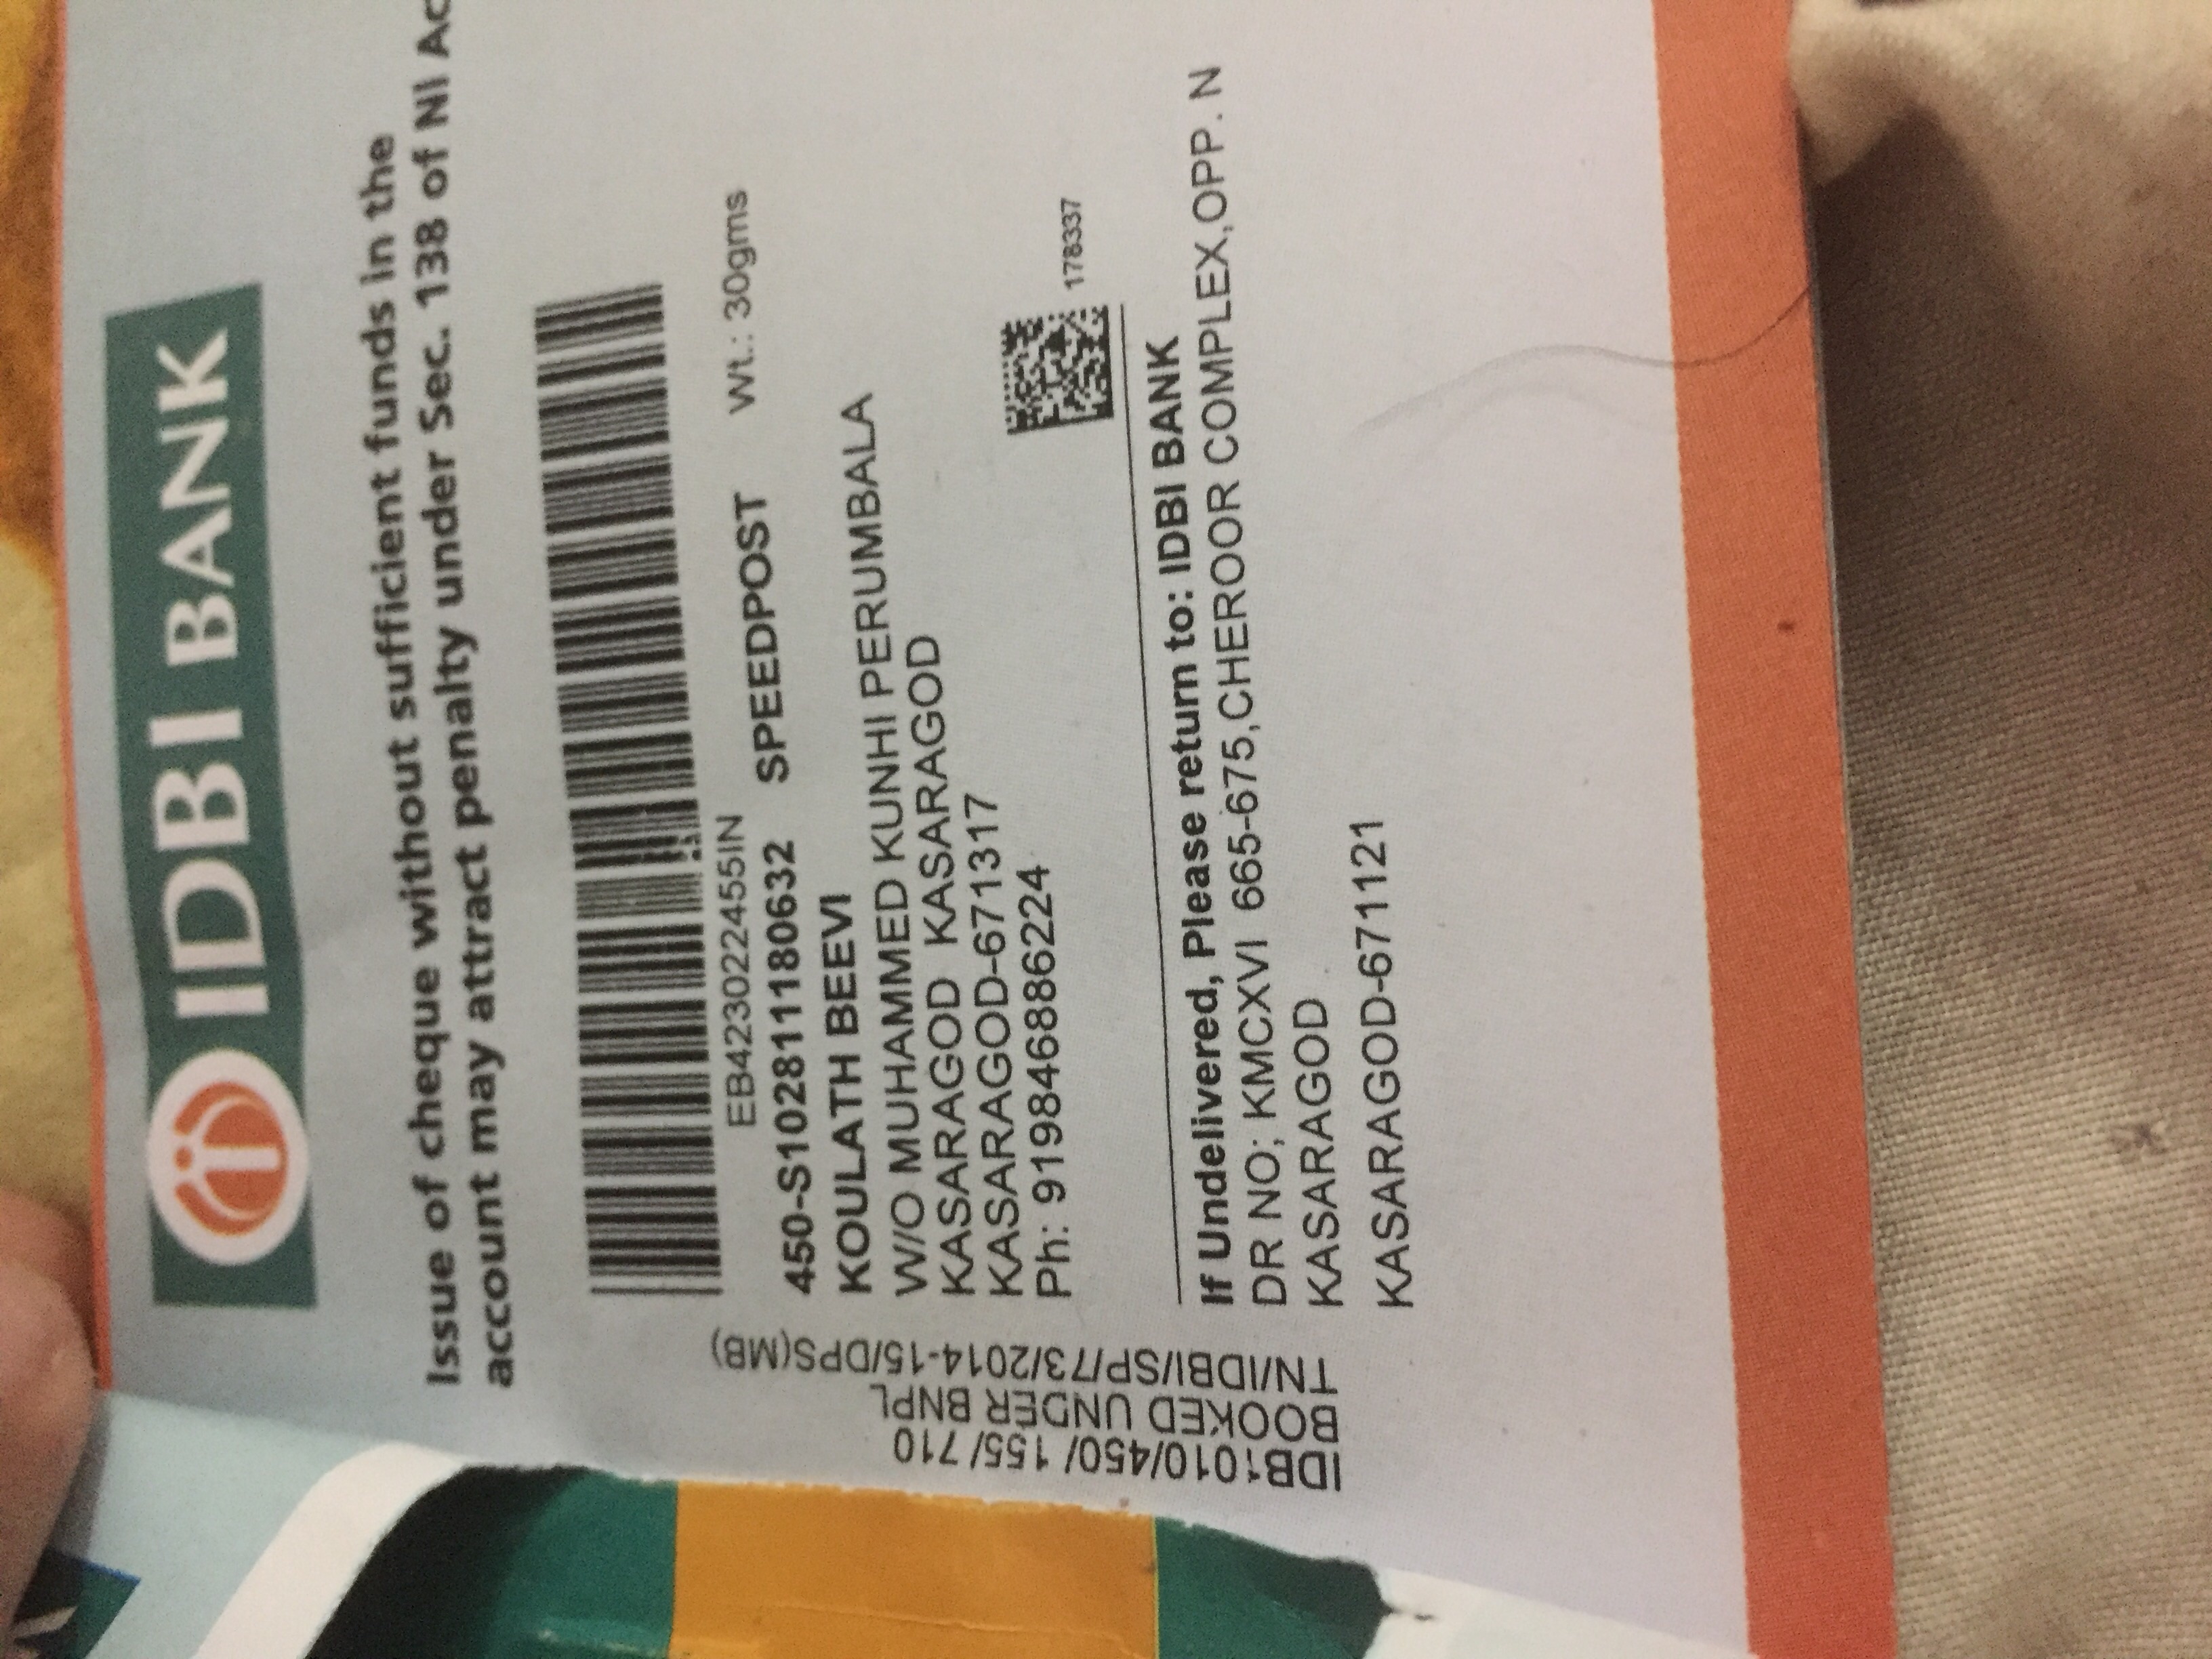 IDBI BANK
Issue of cheque without sufficient funds in the
account may attract penalty under Sec. 138 of NI Ac
EB423022455IN
450-S102811180632 SPEEDPOST Wt.: 30gms
KOULATH BEEVI
W/O MUHAMMED KUNHI PERUMBALA
KASARAGOD KASARAGOD
KASARAGOD-671317
Ph: 919846886224
178337
If Undelivered, Please return to: IDBI BANK
DR NO; KMCXVI 665-675,CHEROOR COMPLEX,OPP. N
KASARAGOD
KASARAGOD-671121
IDB1010/450/ 155/ 710
BOOKED UNDER BNPL
TN/IDBI/SP/73/2014-15/DPS(MB)